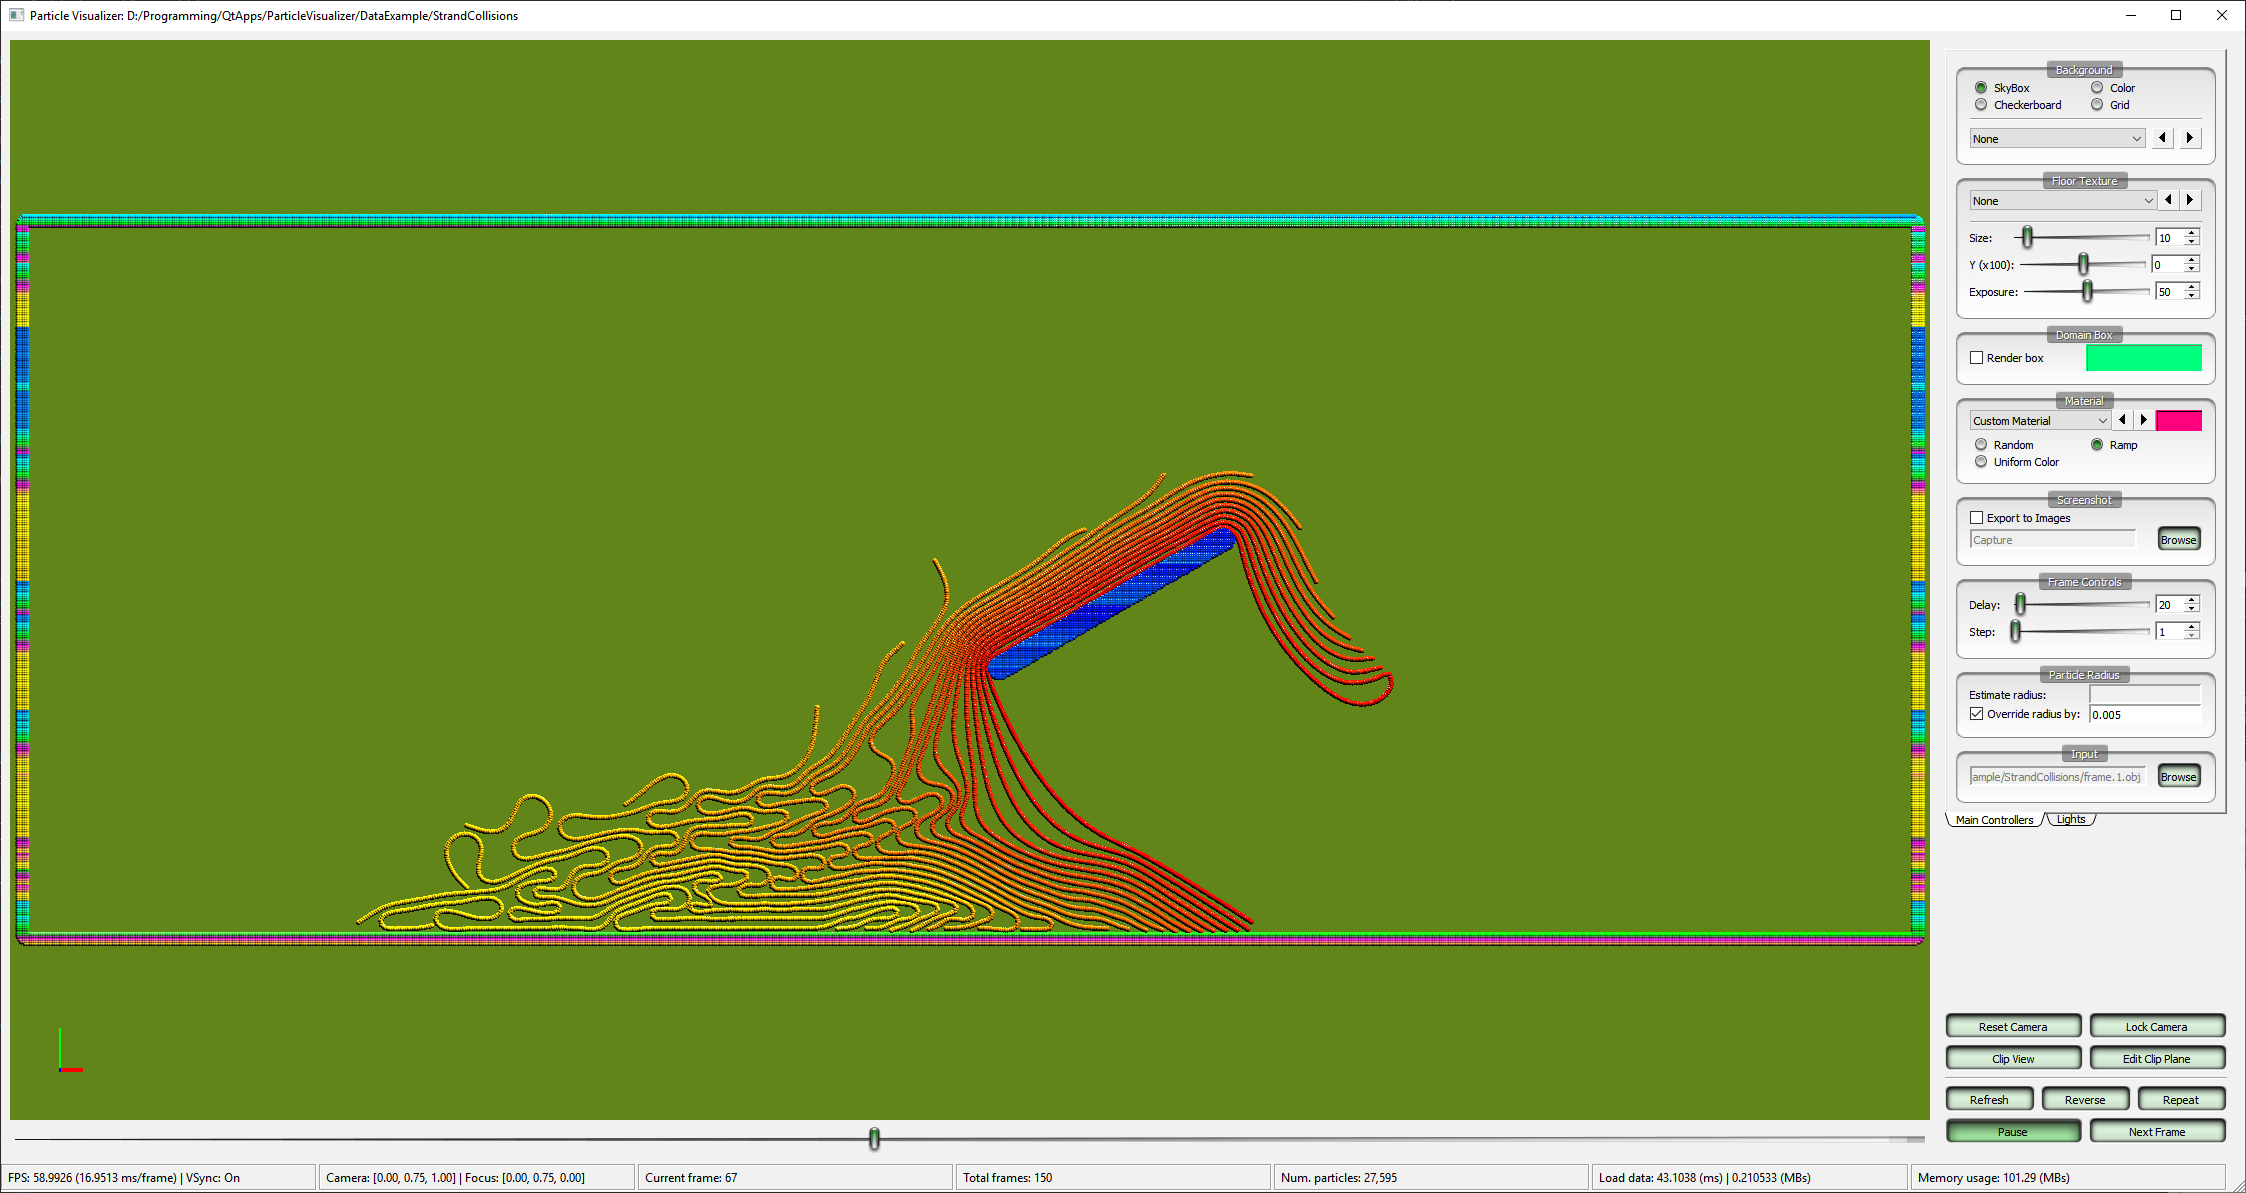 Particle Visualizer: D:/Programming/QtApps/ParticleVisualizer/DataExample/StrandCollisions
Background
SkyBox
Color
Checkerboard
Grid
None
Floor Texture
None
Size:
10
Y (x100):
0
Exposure:
50
Domain Box
Render box
Material
Custom Material
Random
Ramp
Uniform Color
Screenshot
Export to Images
Capture
Browse
Frame Controls
Delay:
20
Step:
1
Particle Radius
Estimate radius:
Override radius by:
0.005
Input
ample/StrandCollisions/frame.1.obj
Browse
Main Controllers
Lights
Reset Camera
Lock Camera
Clip View
Edit Clip Plane
Refresh
Reverse
Repeat
Pause
Next Frame
FPS: 58.9926 (16.9513 ms/frame) | VSync: On
Camera: [0.00, 0.75, 1.00] | Focus: [0.00, 0.75, 0.00]
Current frame: 67
Total frames: 150
Num. particles: 27,595
Load data: 43.1038 (ms) | 0.210533 (MBs)
Memory usage: 101.29 (MBs)